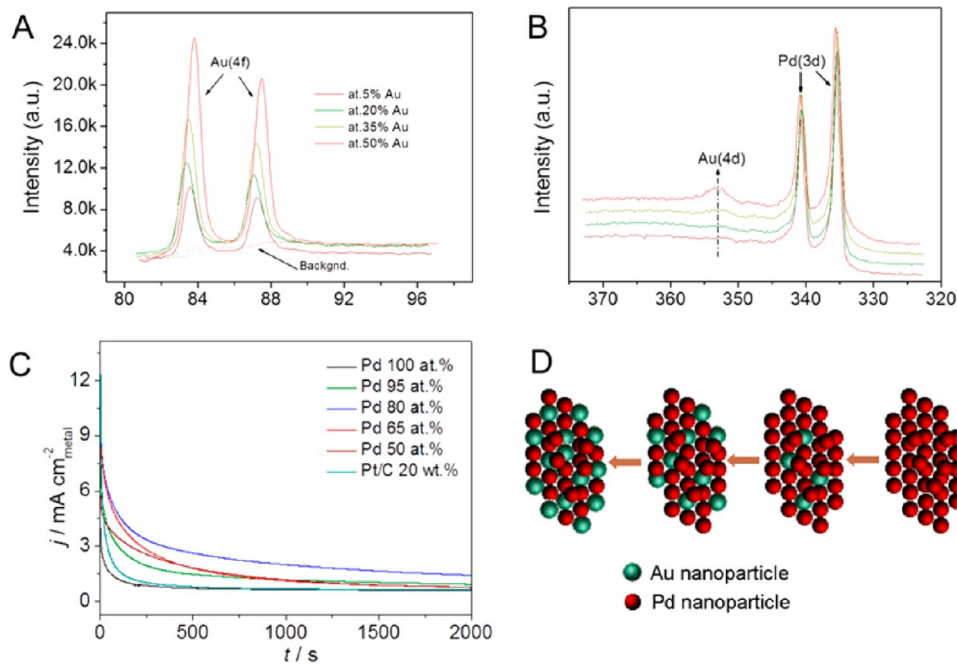 A
24.0k
20.0k
16.0k
12.0k
8.0k
4.0k
Intensity (a.u.)
Au(4f)
at.5% Au
at.20% Au
at.35% Au
at.50% Au
Backgnd.
80 84 88 92 96
B
Intensity (a.u.)
Pd(3d)
Au(4d)
370 360 350 340 330 320
C
12
9
6
3
0
j / mA cm⁻²metal
Pd 100 at.%
Pd 95 at.%
Pd 80 at.%
Pd 65 at.%
Pd 50 at.%
Pt/C 20 wt.%
0 500 1000 1500 2000
t / s
D
Au nanoparticle
Pd nanoparticle